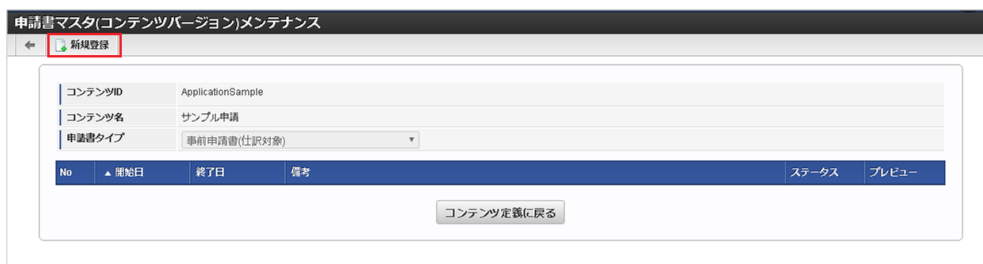 申請書マスタ(コンテンツバージョン)メンテナンス
新規登録
コンテンツID ApplicationSample
コンテンツ名 サンプル申請
申請書タイプ 事前申請書(仕訳対象) ▼
No ▲ 開始日 終了日 備考 ステータス プレビュー
コンテンツ定義に戻る